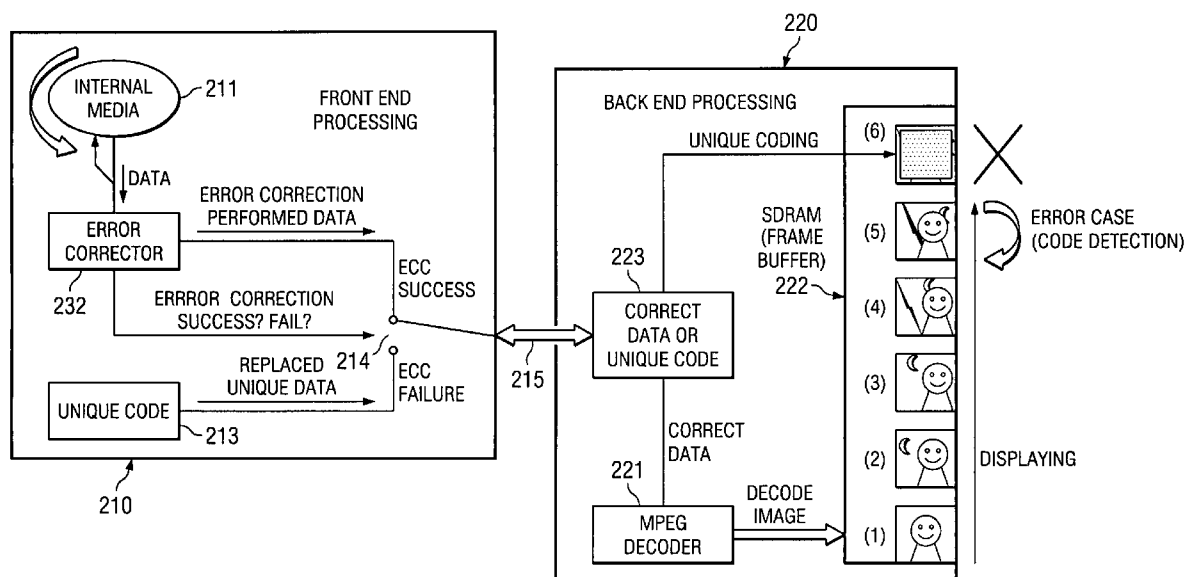 220
INTERNAL
MEDIA
211
FRONT END
PROCESSING
DATA
ERROR CORRECTION
PERFORMED DATA
ERROR
CORRECTOR
232
ECC
SUCCESS
ERRROR CORRECTION
SUCCESS? FAIL?
214
REPLACED
UNIQUE DATA
ECC
FAILURE
UNIQUE CODE
213
210
215
BACK END PROCESSING
UNIQUE CODING
SDRAM
(FRAME
BUFFER)
222
223
CORRECT
DATA OR
UNIQUE CODE
CORRECT
DATA
221
MPEG
DECODER
DECODE
IMAGE
(6)
(5)
(4)
(3)
(2)
(1)
ERROR CASE
(CODE DETECTION)
DISPLAYING